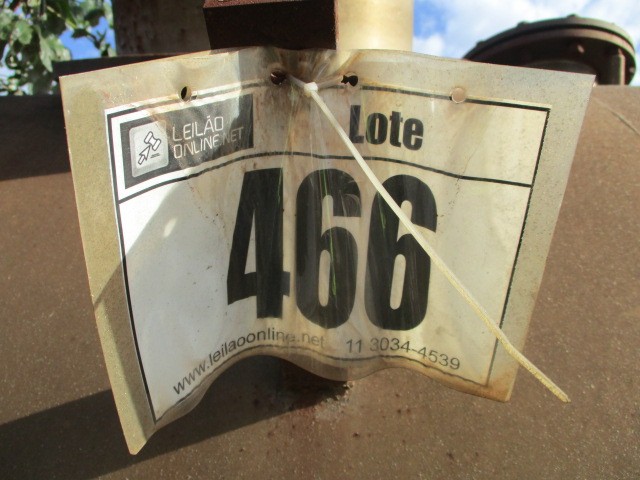 LEILÃO
ONLINE.NET
Lote
466
www.leilaoonline.net 11 3034-4539